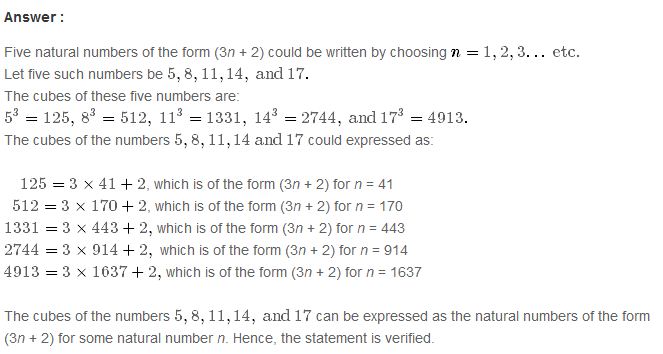 Answer :
Five natural numbers of the form (3n + 2) could be written by choosing n = 1, 2, 3... etc.
Let five such numbers be 5, 8, 11, 14, and 17.
The cubes of these five numbers are:
5³ = 125, 8³ = 512, 11³ = 1331, 14³ = 2744, and 17³ = 4913.
The cubes of the numbers 5, 8, 11, 14 and 17 could expressed as:
125 = 3 × 41 + 2, which is of the form (3n + 2) for n = 41
512 = 3 × 170 + 2, which is of the form (3n + 2) for n = 170
1331 = 3 × 443 + 2, which is of the form (3n + 2) for n = 443
2744 = 3 × 914 + 2, which is of the form (3n + 2) for n = 914
4913 = 3 × 1637 + 2, which is of the form (3n + 2) for n = 1637
The cubes of the numbers 5, 8, 11, 14, and 17 can be expressed as the natural numbers of the form
(3n + 2) for some natural number n. Hence, the statement is verified.